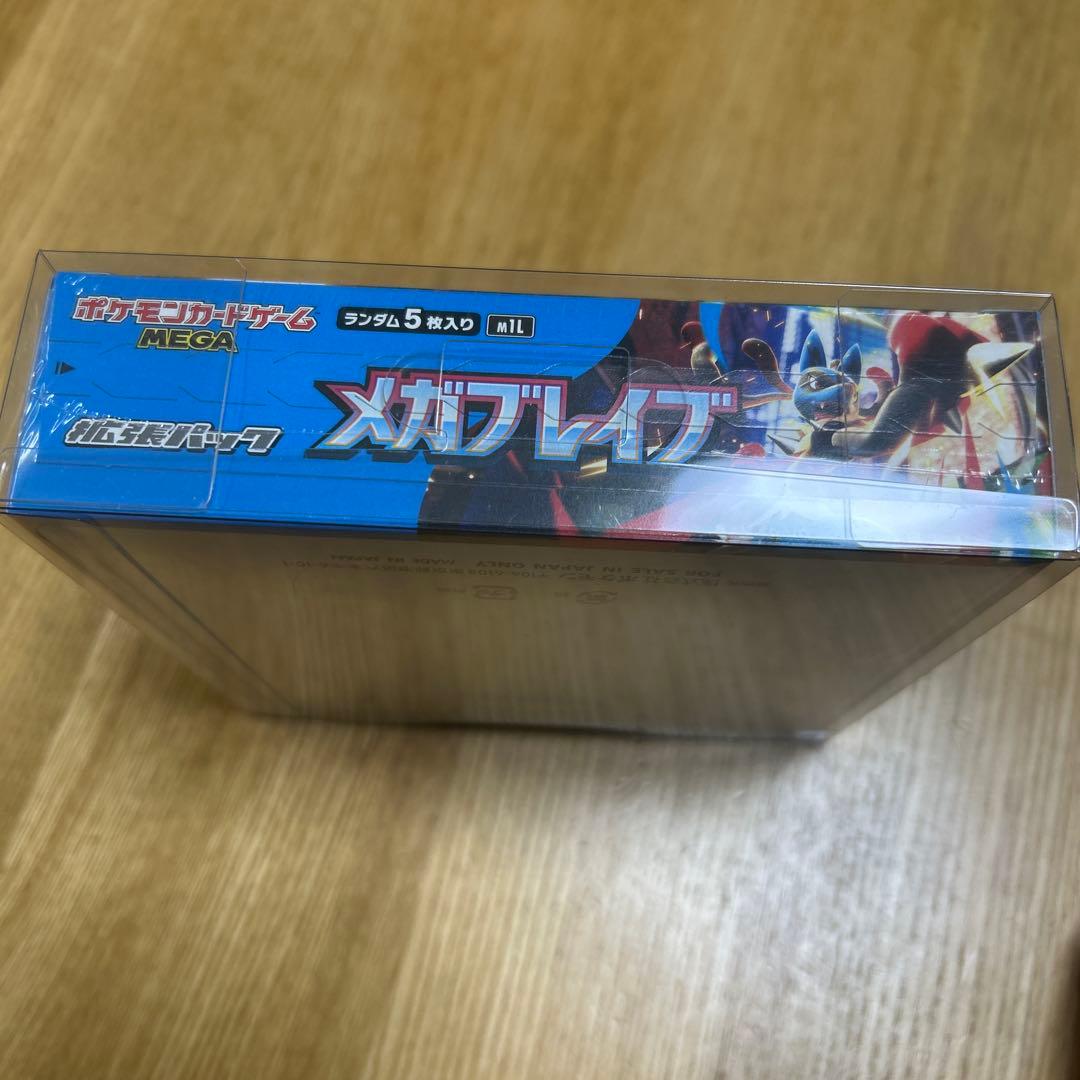 ポケモンカードゲーム
MEGA
ランダム5枚入り M1L
拡張パック
メガブレイブ
FOR SALE IN JAPAN ONLY MADE IN JAPAN